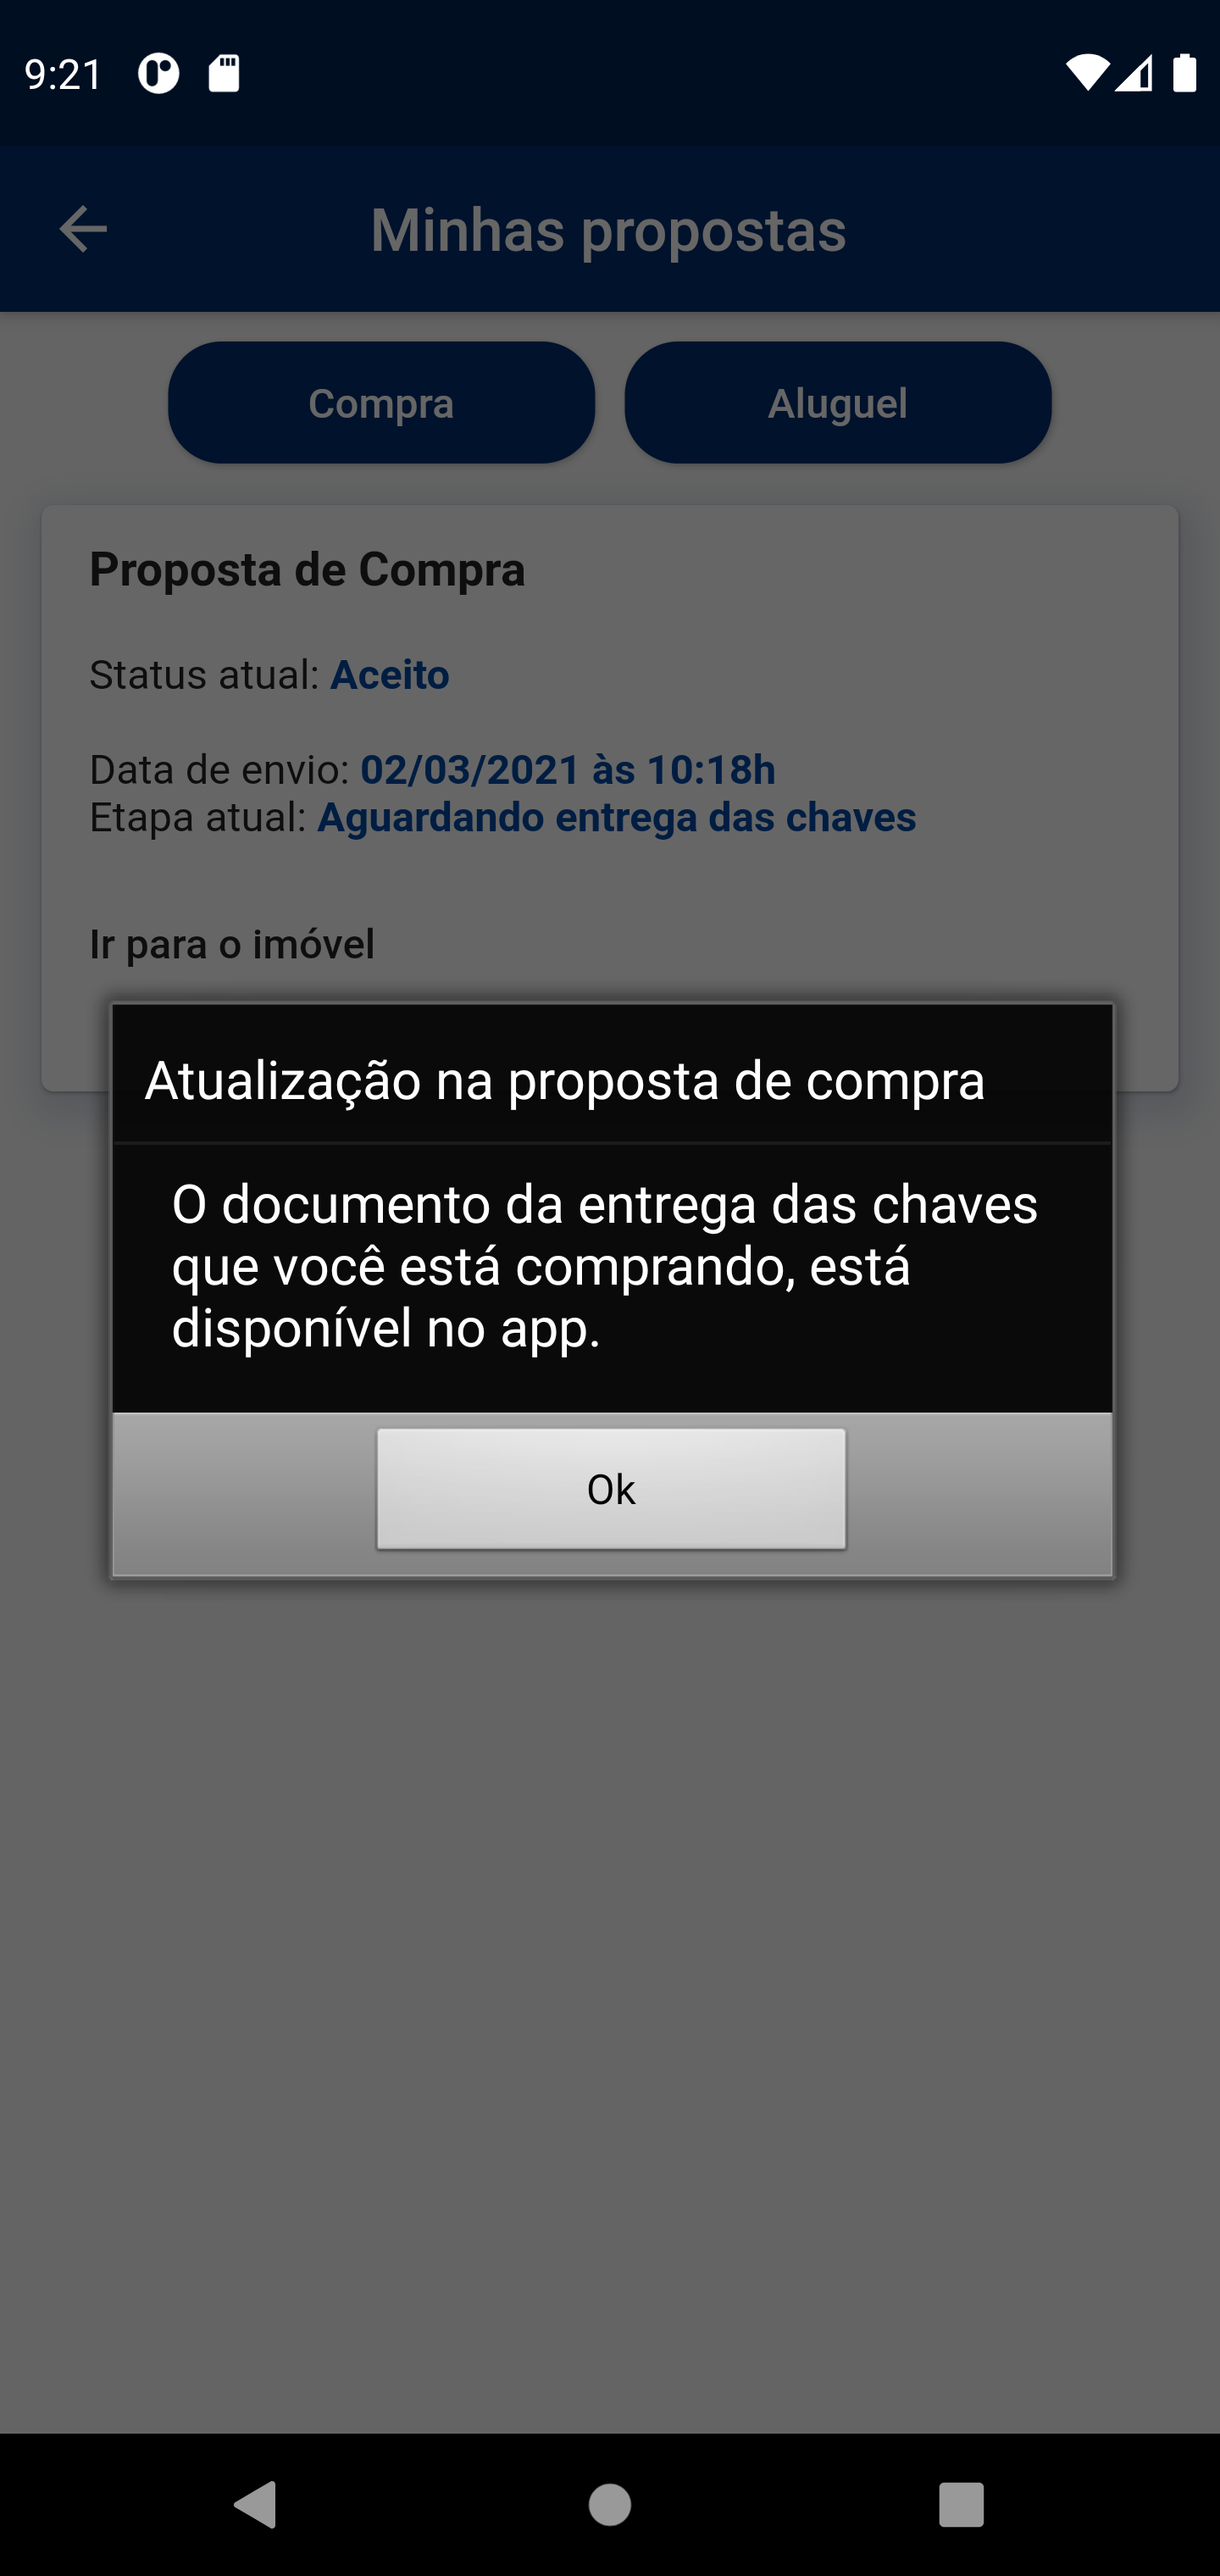 9:21
Minhas propostas
Compra
Aluguel
Proposta de Compra
Status atual: Aceito
Data de envio: 02/03/2021 às 10:18h
Etapa atual: Aguardando entrega das chaves
Ir para o imóvel
Atualização na proposta de compra
O documento da entrega das chaves
que você está comprando, está
disponível no app.
Ok